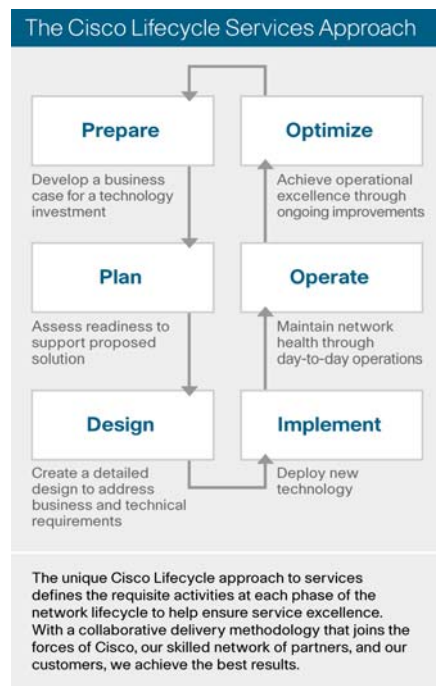 The Cisco Lifecycle Services Approach
Prepare
Develop a business
case for a technology
investment
Plan
Assess readiness to
support proposed
solution
Design
Create a detailed
design to address
business and technical
requirements
Implement
Deploy new
technology
Operate
Maintain network
health through
day-to-day operations
Optimize
Achieve operational
excellence through
ongoing improvements
The unique Cisco Lifecycle approach to services
defines the requisite activities at each phase of the
network lifecycle to help ensure service excellence.
With a collaborative delivery methodology that joins the
forces of Cisco, our skilled network of partners, and our
customers, we achieve the best results.